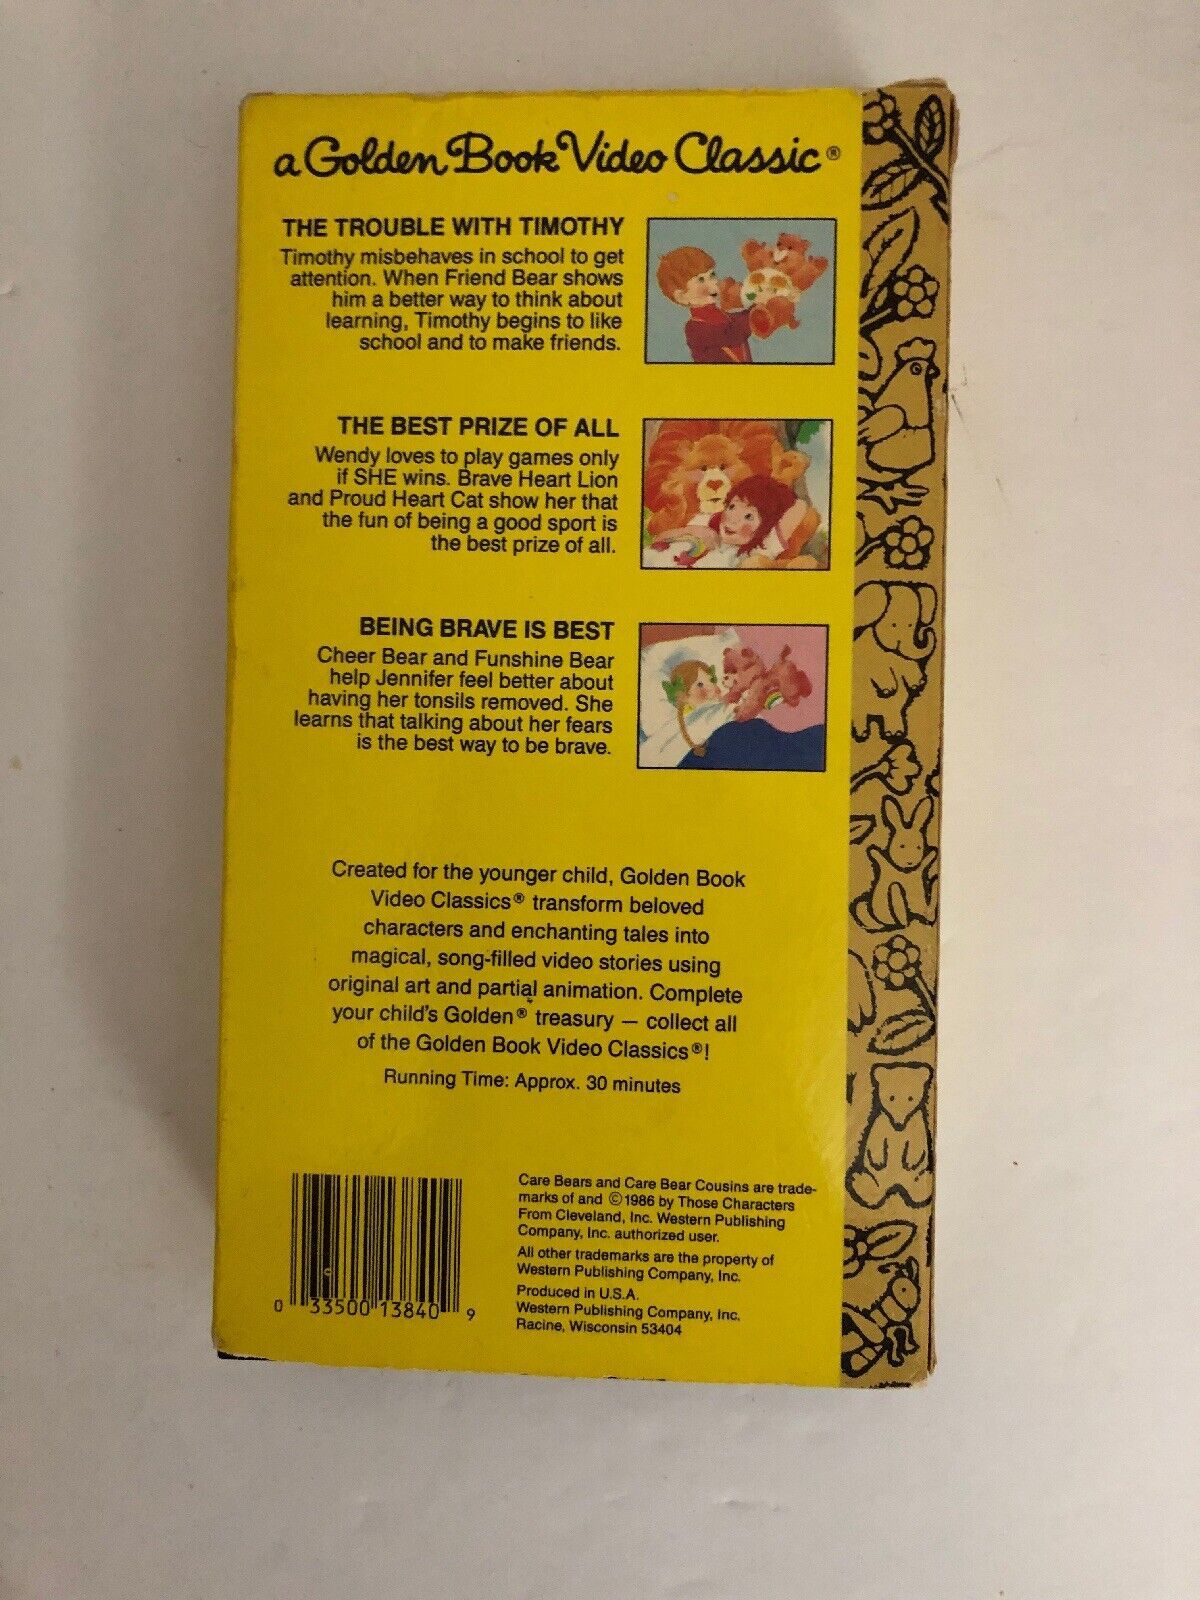 a Golden Book Video Classic®
THE TROUBLE WITH TIMOTHY
Timothy misbehaves in school to get
attention. When Friend Bear shows
him a better way to think about
learning, Timothy begins to like
school and to make friends.
THE BEST PRIZE OF ALL
Wendy loves to play games only
if SHE wins. Brave Heart Lion
and Proud Heart Cat show her that
the fun of being a good sport is
the best prize of all.
BEING BRAVE IS BEST
Cheer Bear and Funshine Bear
help Jennifer feel better about
having her tonsils removed. She
learns that talking about her fears
is the best way to be brave.
Created for the younger child, Golden Book
Video Classics® transform beloved
characters and enchanting tales into
magical, song-filled video stories using
original art and partial animation. Complete
your child's Golden® treasury — collect all
of the Golden Book Video Classics®!
Running Time: Approx. 30 minutes
0 33500 13840 9
Care Bears and Care Bear Cousins are trade-
marks of and ©1986 by Those Characters
From Cleveland, Inc. Western Publishing
Company, Inc. authorized user.
All other trademarks are the property of
Western Publishing Company, Inc.
Produced in U.S.A.
Western Publishing Company, Inc.
Racine, Wisconsin 53404